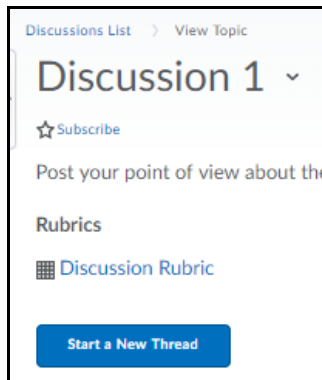 Discussions List > View Topic
Discussion 1
Subscribe
Post your point of view about the
Rubrics
Discussion Rubric
Start a New Thread